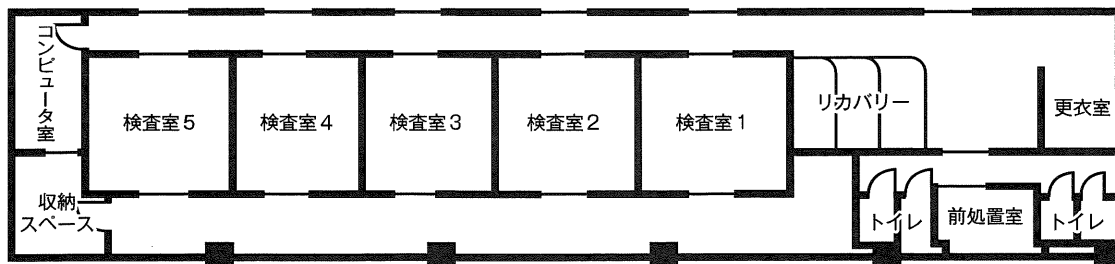 コンピュータ室
検査室5
検査室4
検査室3
検査室2
検査室1
リカバリー
更衣室
収納
スペース
トイレ
前処置室
トイレ